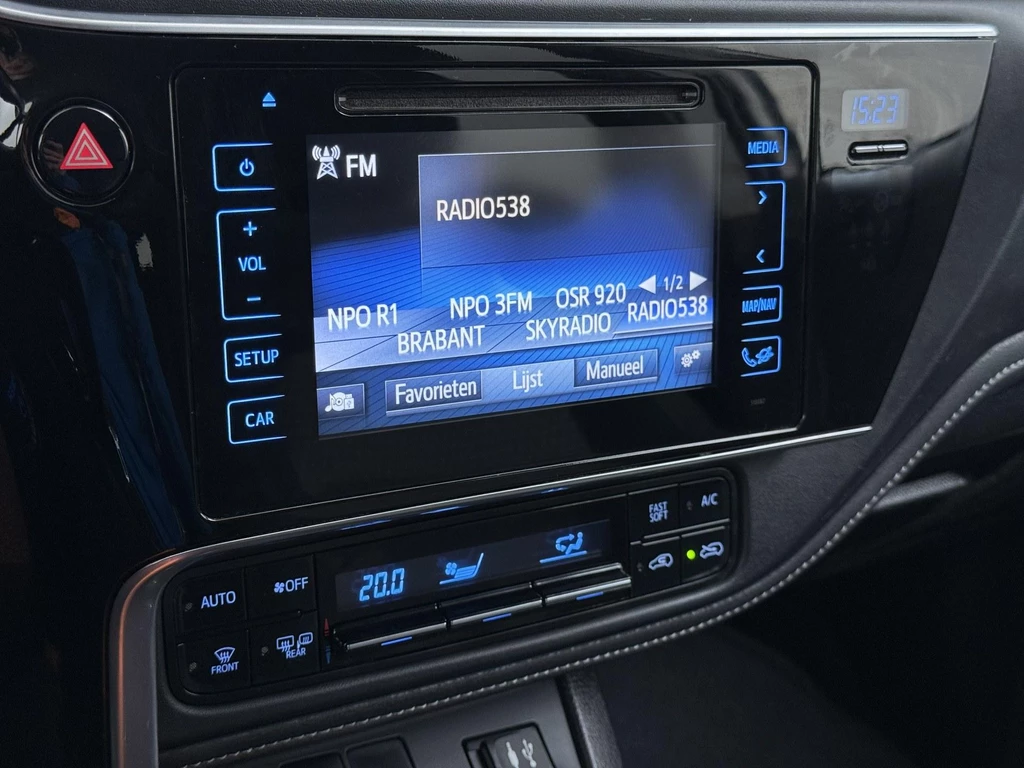 15:23
FM
MEDIA
RADIO538
VOL
1/2
NPO R1
NPO 3FM
OSR 920
RADIO538
BRABANT
SKYRADIO
MAP/NAV
SETUP
Favorieten
Lijst
Manueel
CAR
FAST
SOFT
A/C
AUTO
OFF
20.0
FRONT
REAR